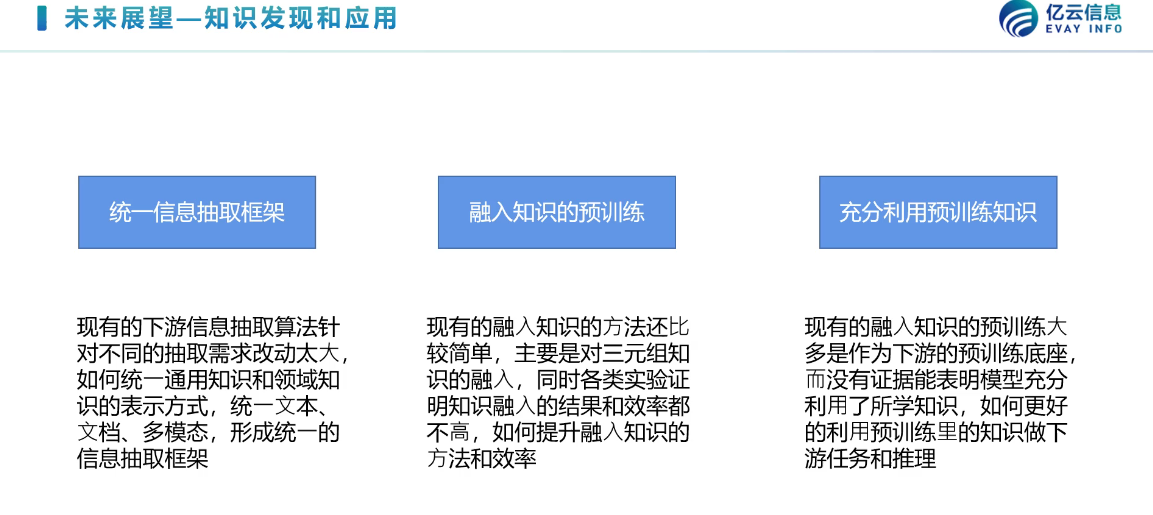 未来展望—知识发现和应用
亿云信息
EVAY INFO
统一信息抽取框架
融入知识的预训练
充分利用预训练知识
现有的下游信息抽取算法针
对不同的抽取需求改动太大，
如何统一通用知识和领域知
识的表示方式，统一文本、
文档、多模态，形成统一的
信息抽取框架
现有的融入知识的方法还比
较简单，主要是对三元组知
识的融入，同时各类实验证
明知识融入的结果和效率都
不高，如何提升融入知识的
方法和效率
现有的融入知识的预训练大
多是作为下游的预训练底座，
而没有证据能表明模型充分
利用了所学知识，如何更好
的利用预训练里的知识做下
游任务和推理